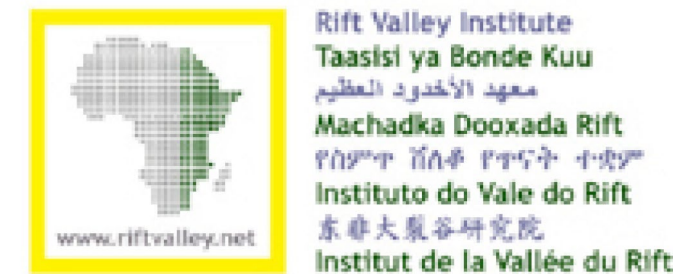 www.riftvalley.net
Rift Valley Institute
Taasisi ya Bonde Kuu
معهد الأخدود العظيم
Machadka Dooxada Rift
የስምጥ ሸለቆ የጥናት ተቋም
Instituto do Vale do Rift
东非大裂谷研究院
Institut de la Vallée du Rift